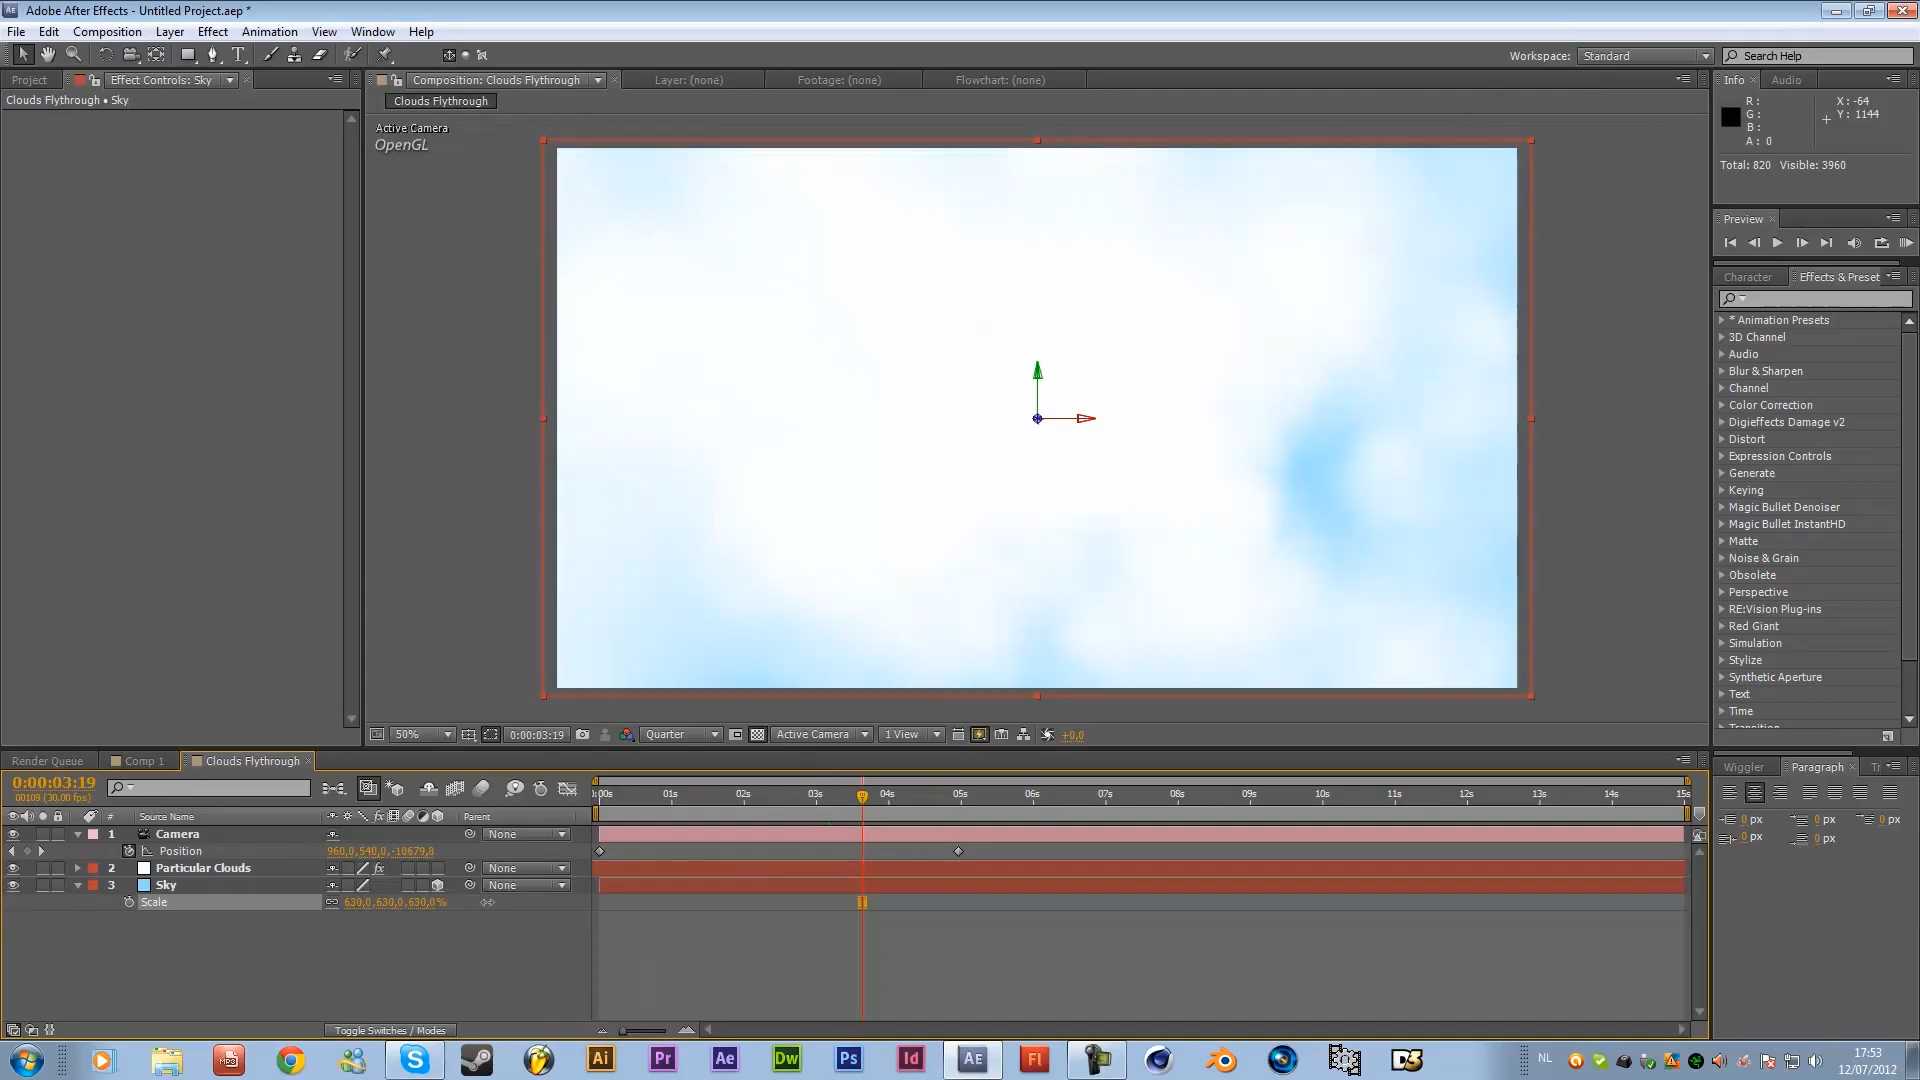 Adobe After Effects - Untitled Project.aep *
File Edit Composition Layer Effect Animation View Window Help
Workspace: Standard Search Help
Project Effect Controls: Sky
Clouds Flythrough • Sky
Composition: Clouds Flythrough Layer: (none) Footage: (none) Flowchart: (none)
Clouds Flythrough
Active Camera
OpenGL
Info Audio
R: X: -64
G: Y: 1144
B:
A: 0
Total: 820 Visible: 3960
Preview
Character Effects & Preset
* Animation Presets
3D Channel
Audio
Blur & Sharpen
Channel
Color Correction
Digieffects Damage v2
Distort
Expression Controls
Generate
Keying
Magic Bullet Denoiser
Magic Bullet InstantHD
Matte
Noise & Grain
Obsolete
Perspective
RE:Vision Plug-ins
Red Giant
Simulation
Stylize
Synthetic Aperture
Text
Time
Transition
50% 0:00:03:19 Quarter Active Camera 1 View +0,0
Render Queue Comp 1 Clouds Flythrough
0:00:03:19
00109 (30.00 fps)
:00s 01s 02s 03s 04s 05s 06s 07s 08s 09s 10s 11s 12s 13s 14s 15s
# Source Name Parent
1 Camera None
Position 960,0,540,0,-10679,8
2 Particular Clouds fx None
3 Sky None
Scale 630,0,630,0,630,0%
Toggle Switches / Modes
Wiggler Paragraph Tr
0 px 0 px 0 px
0 px 0 px
MP3 Ai Pr Ae Dw Ps Id AE Fl D3
NL
17:53
12/07/2012